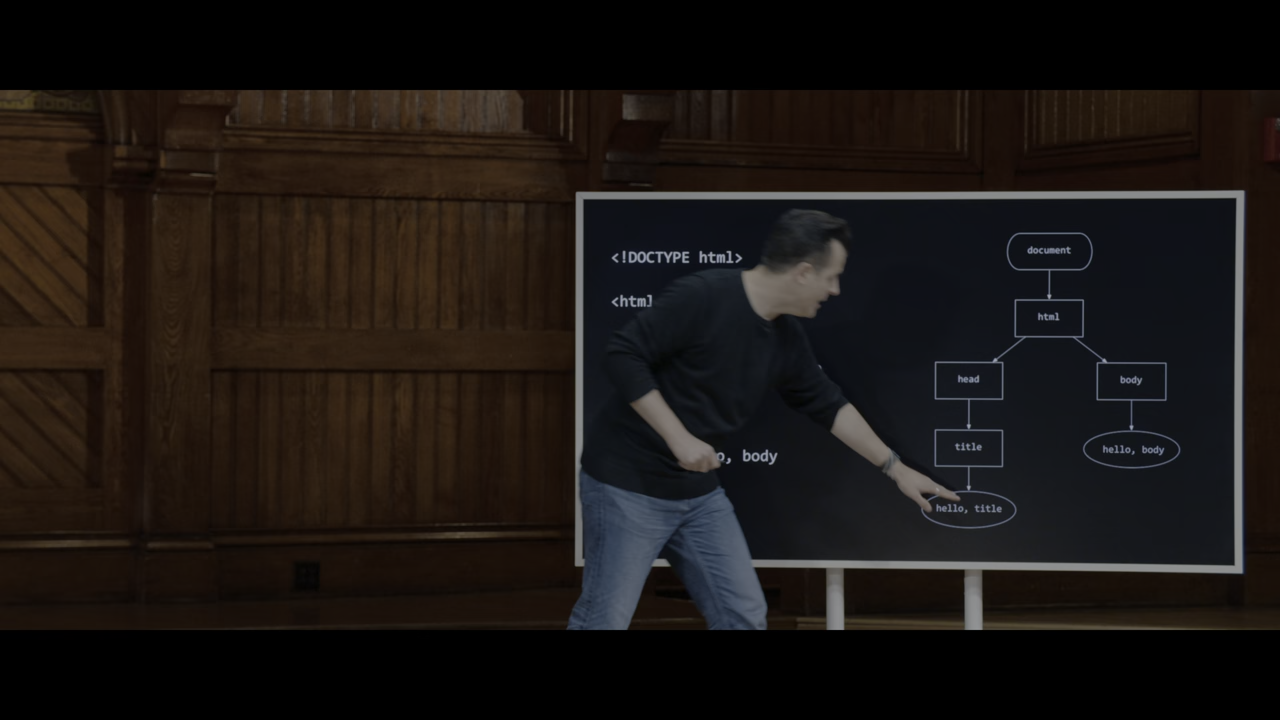 <!DOCTYPE html>
<html
body
document
html
head
body
title
hello, body
hello, title